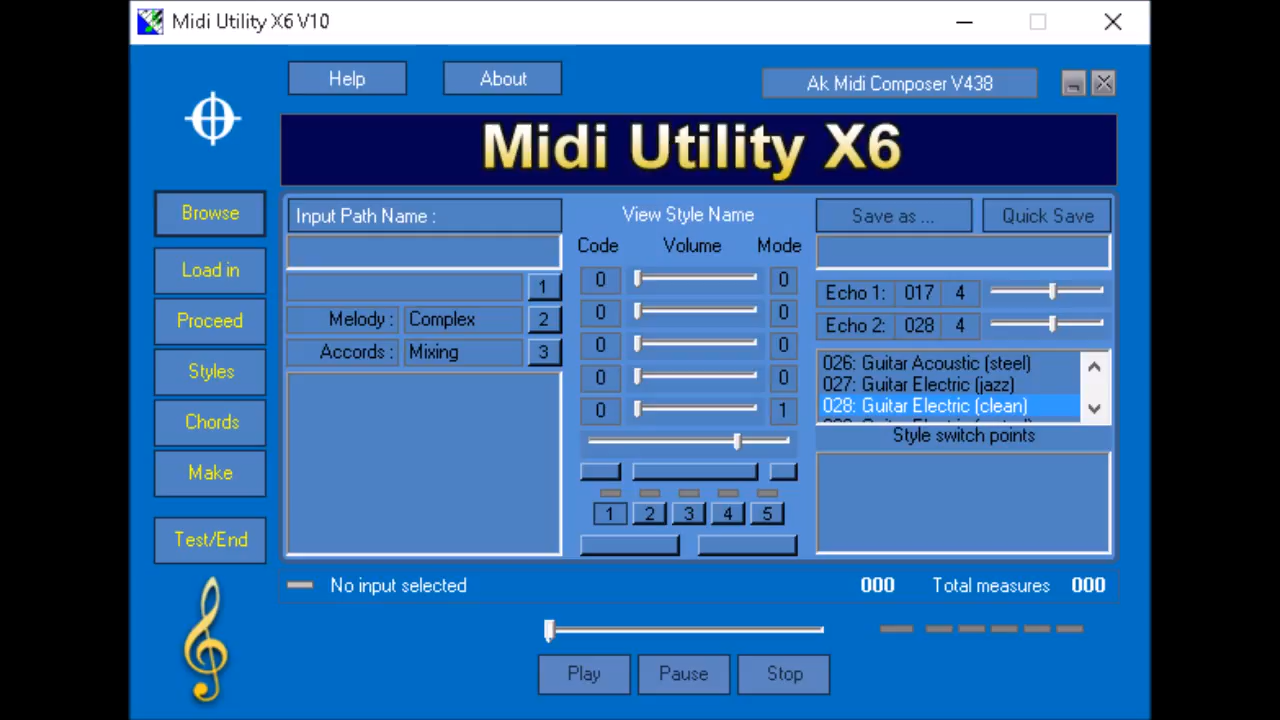 Midi Utility X6 V10
Help
About
Ak Midi Composer V438
Midi Utility X6
Browse
Load in
Proceed
Styles
Chords
Make
Test/End
Input Path Name :
1
Melody : Complex 2
Accords : Mixing 3
View Style Name
Code Volume Mode
0 0
0 0
0 0
0 0
0 1
1 2 3 4 5
Save as ...
Quick Save
Echo 1: 017 4
Echo 2: 028 4
026: Guitar Acoustic (steel)
027: Guitar Electric (jazz)
028: Guitar Electric (clean)
Style switch points
No input selected
000 Total measures 000
Play Pause Stop